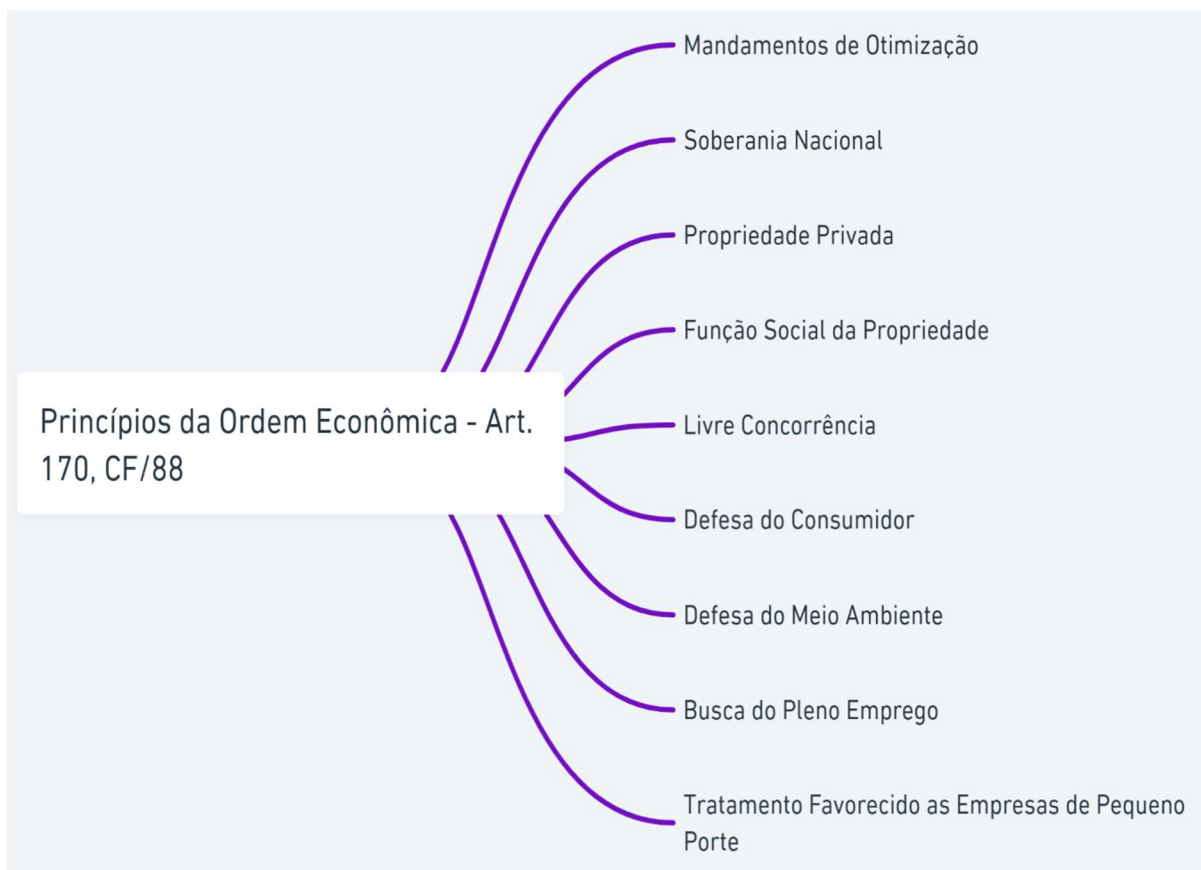 Mandamentos de Otimização
Soberania Nacional
Propriedade Privada
Função Social da Propriedade
Princípios da Ordem Econômica - Art.
170, CF/88
Livre Concorrência
Defesa do Consumidor
Defesa do Meio Ambiente
Busca do Pleno Emprego
Tratamento Favorecido as Empresas de Pequeno
Porte